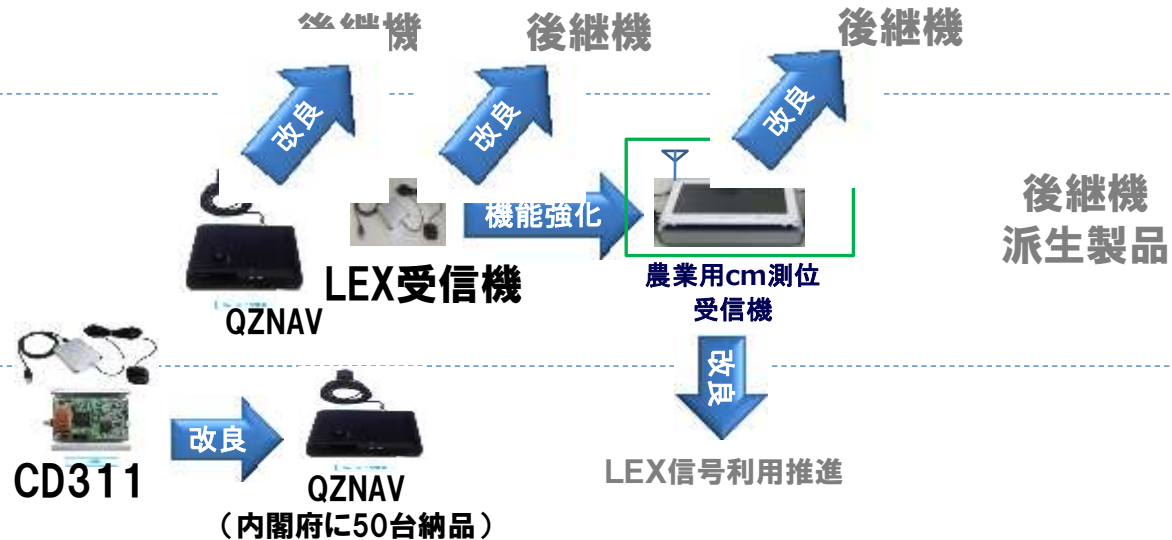 後継機
後継機
後継機
改良
改良
改良
機能強化
後継機
派生製品
LEX受信機
農業用cm測位
受信機
QZNAV
改良
改良
CD311
QZNAV
(内閣府に50台納品)
LEX信号利用推進